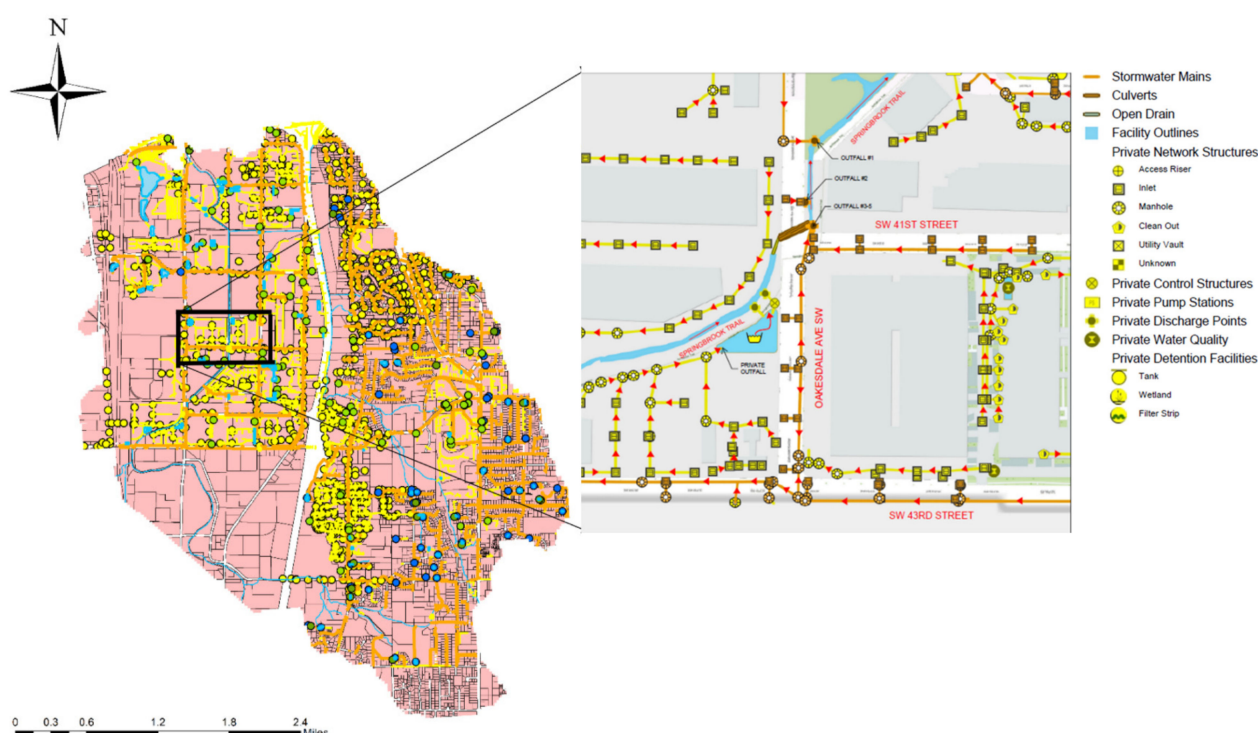 N
Stormwater Mains
Culverts
Open Drain
Facility Outlines
Private Network Structures
Access Riser
Inlet
Manhole
Clean Out
Utility Vault
Unknown
Private Control Structures
Private Pump Stations
Private Discharge Points
Private Water Quality
Private Detention Facilities
Tank
Wetland
Filter Strip
SPRINGBROOK TRAIL
OUTFALL #1
OUTFALL #2
OUTFALL #3-5
SW 41ST STREET
SPRINGBROOK TRAIL
PRIVATE
OUTFALL
OAKESDALE AVE SW
SW 43RD STREET
0 0.3 0.6 1.2 1.8 2.4
Miles